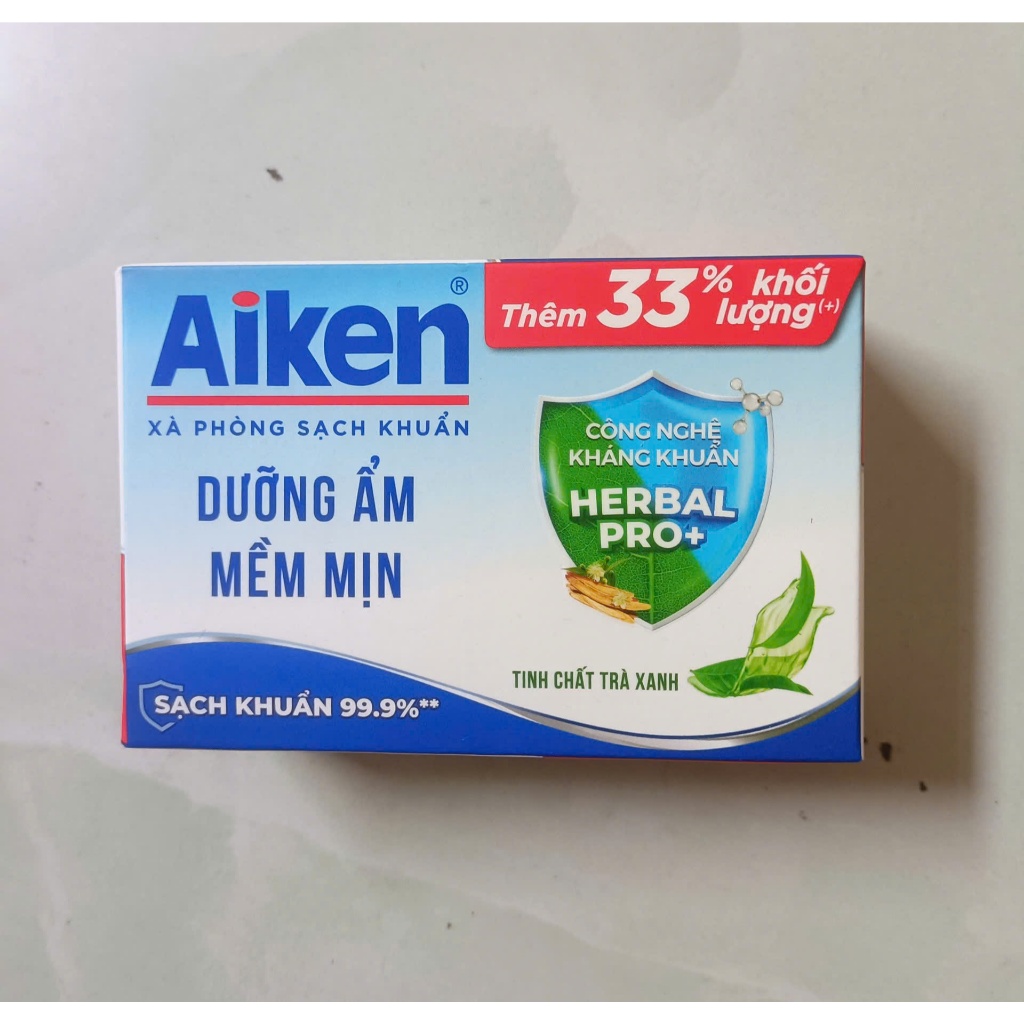 Aiken®
XÀ PHÒNG SẠCH KHUẨN
DƯỠNG ẨM
MỀM MỊN
SẠCH KHUẨN 99.9%**
Thêm 33% khối
lượng(+)
CÔNG NGHỆ
KHÁNG KHUẨN
HERBAL
PRO+
TINH CHẤT TRÀ XANH